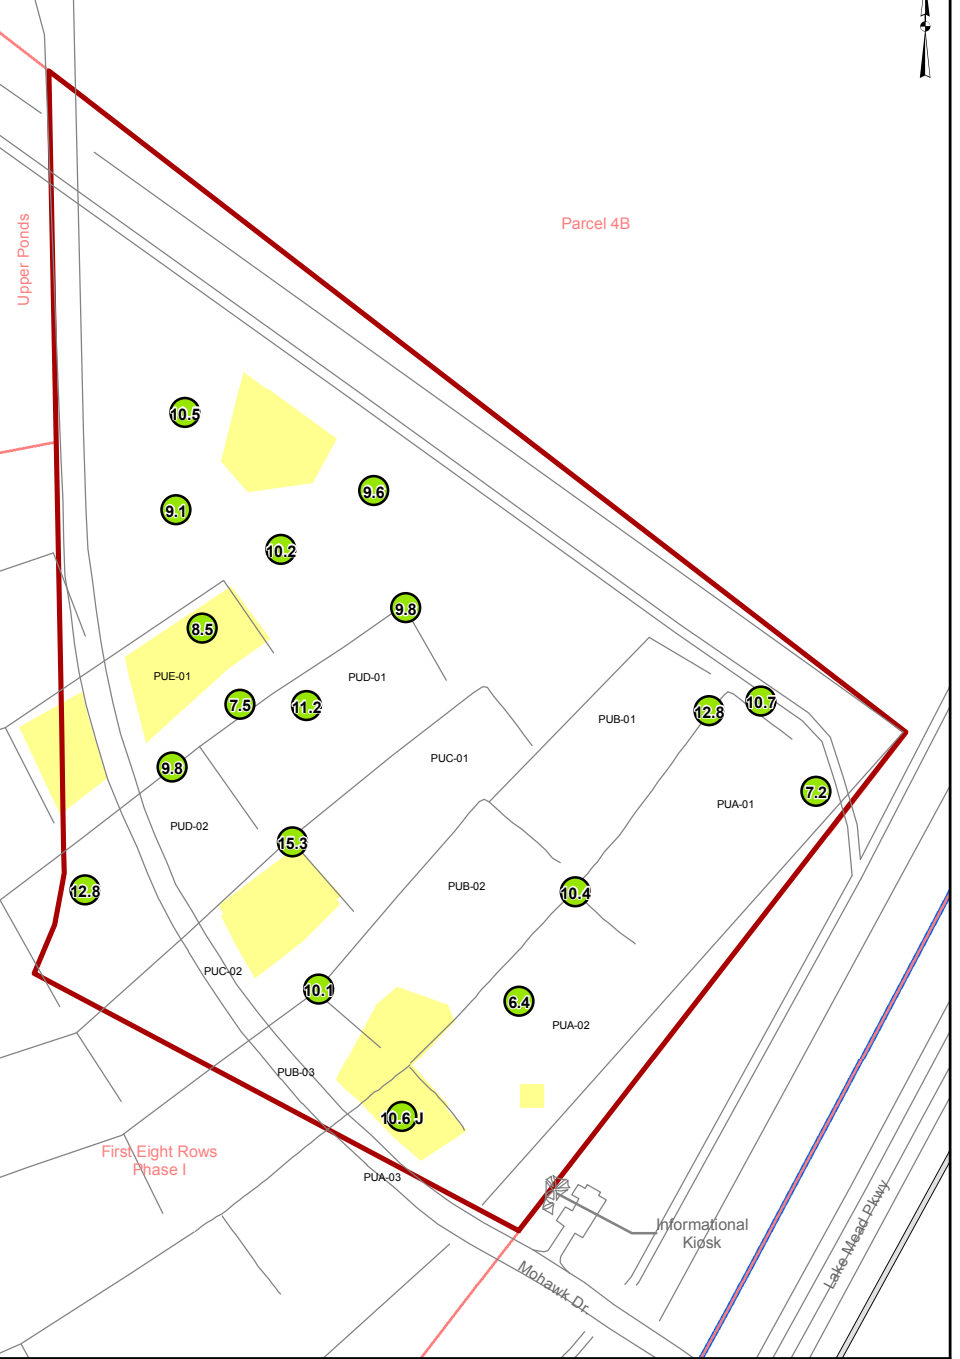 Parcel 4B
Upper Ponds
10.5
9.6
9.1
10.2
9.8
8.5
PUE-01
PUD-01
7.5
11.2
12.8
10.7
PUB-01
PUC-01
9.8
7.2
PUA-01
PUD-02
15.3
12.8
PUB-02
10.4
PUC-02
10.1
6.4
PUA-02
PUB-03
10.6 J
First Eight Rows
Phase I
PUA-03
Informational
Kiosk
Mohawk Dr
Lake Mead Pkwy